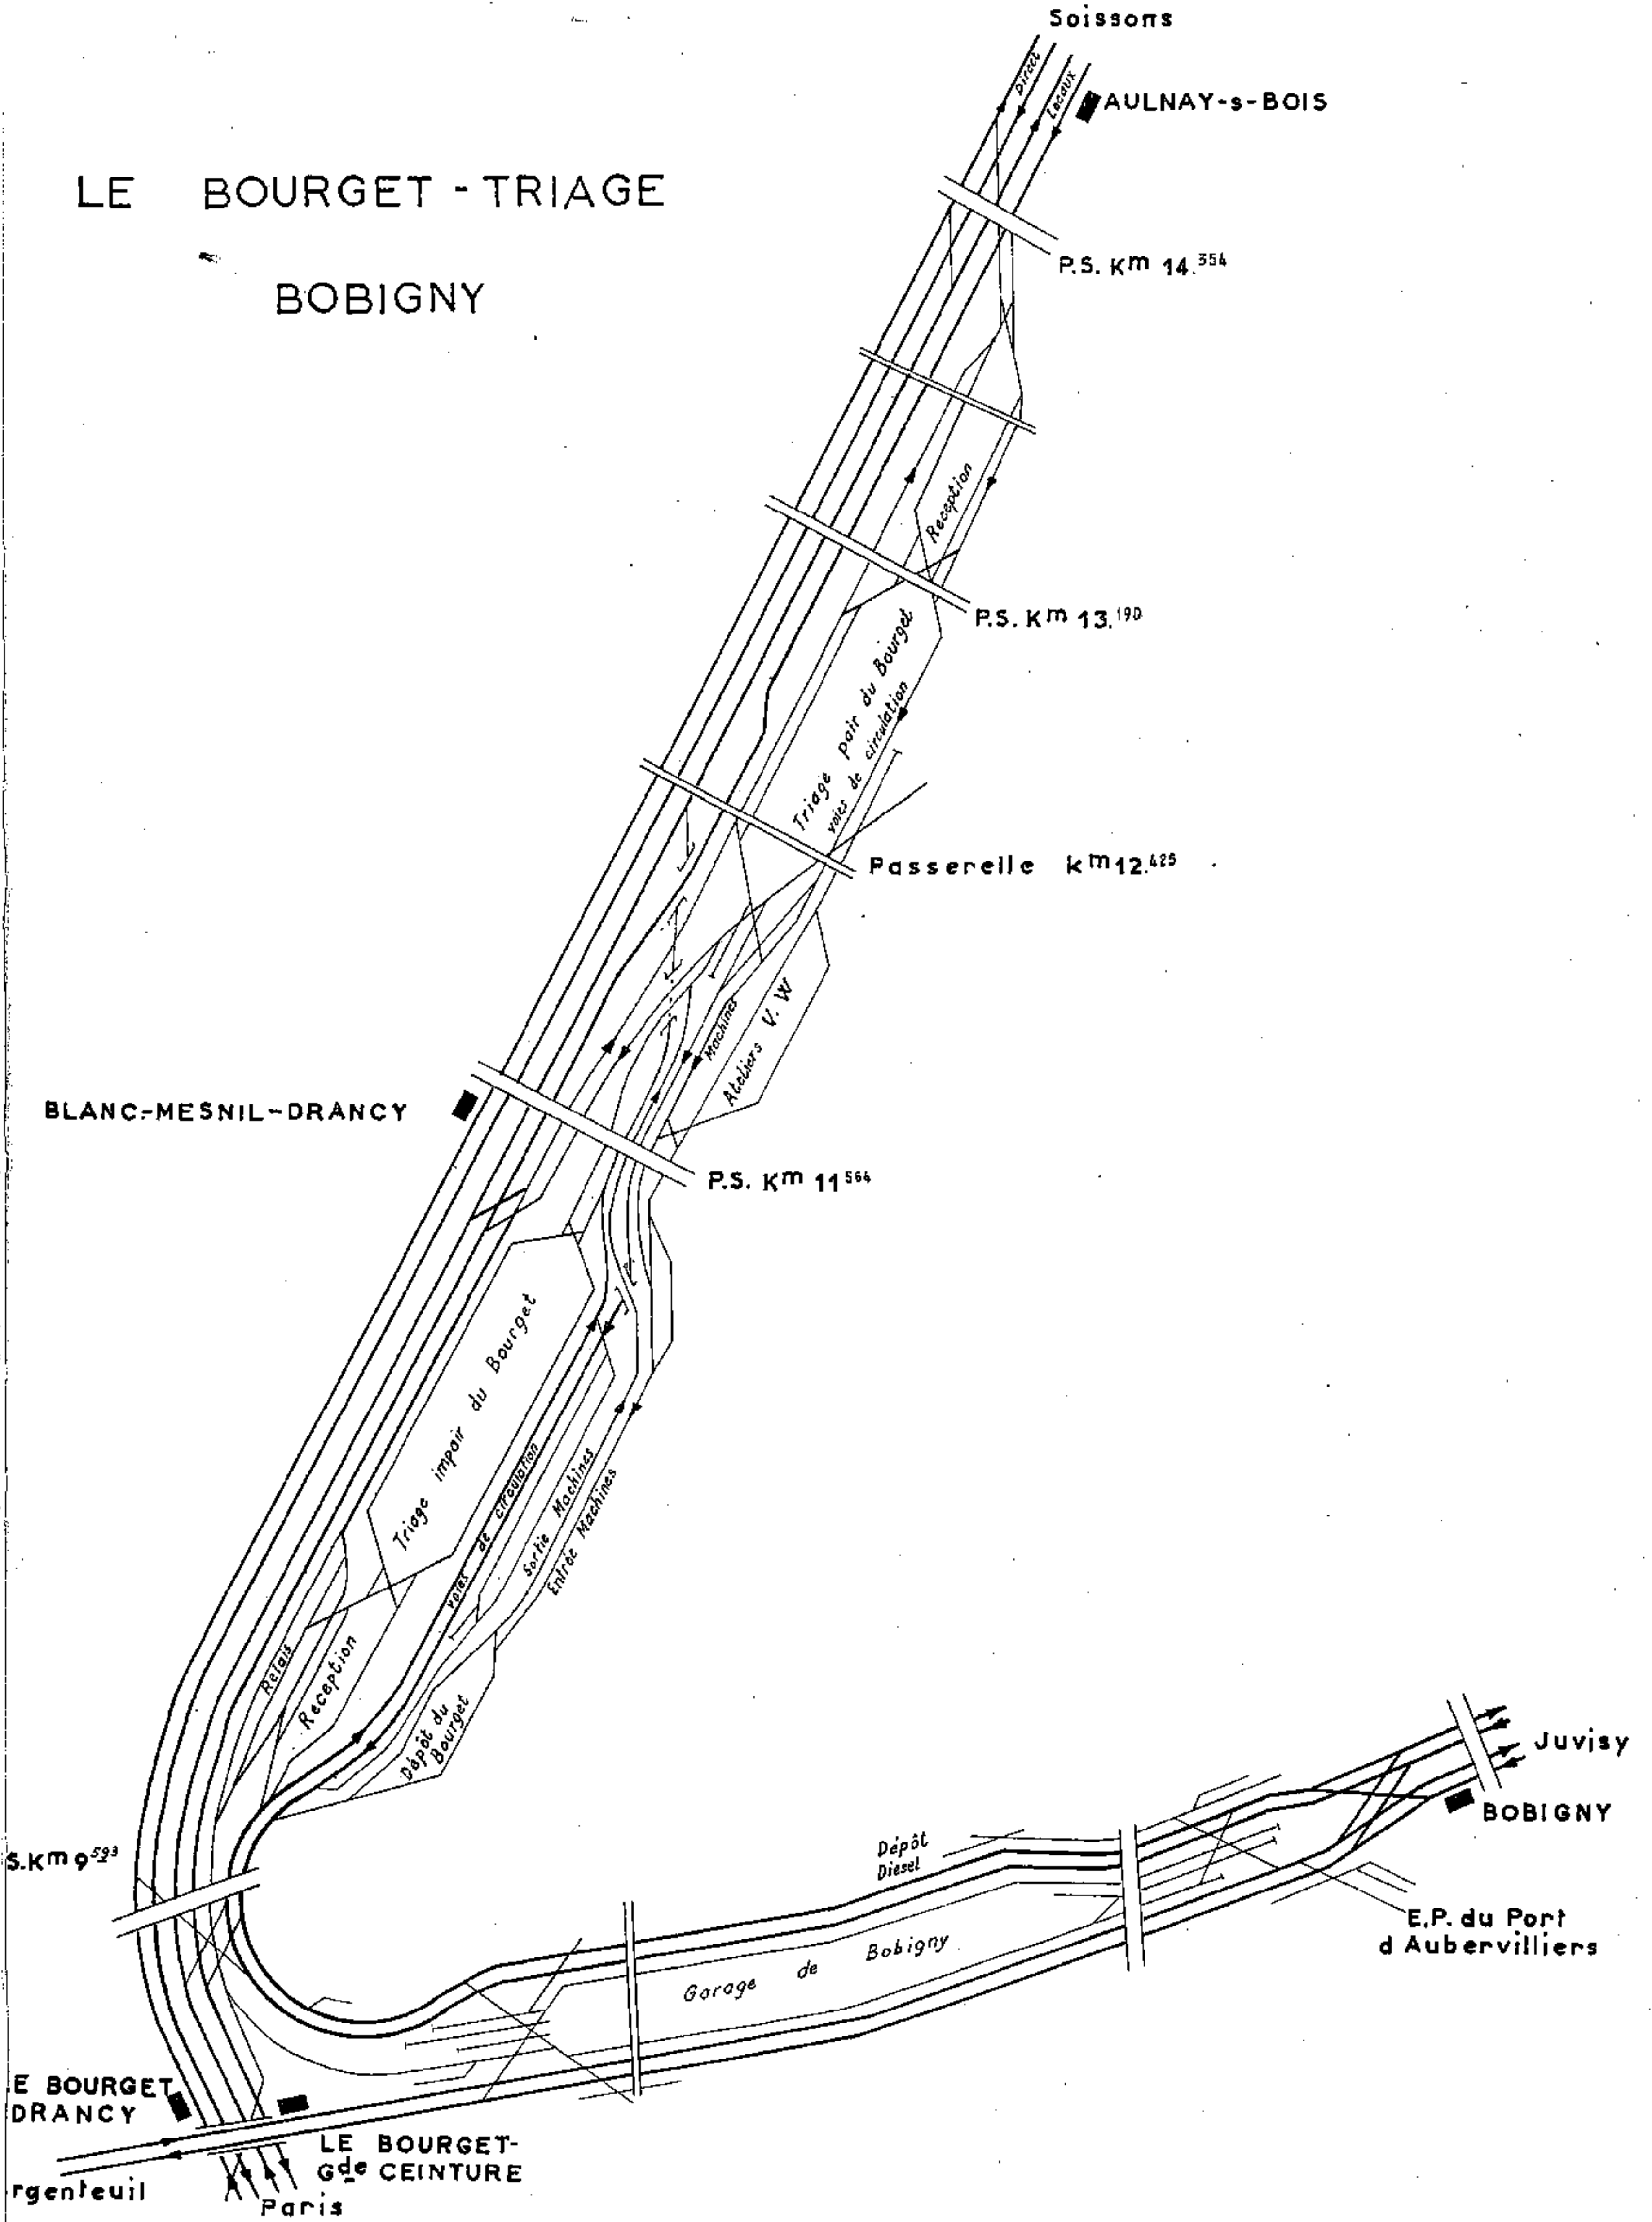 Soissons
Direct
Locaux
AULNAY-s-BOIS
LE BOURGET - TRIAGE
BOBIGNY
P.S. Km 14.354
Reception
P.S. Km 13.190
Triage pair du Bourget
voies de circulation
Passerelle km 12.425
Machines
Ateliers V.W
BLANC-MESNIL-DRANCY
P.S. Km 11 564
Triage impair du Bourget
voies de circulation
Sortie Machines
Entrée Machines
Relais
Reception
Dépôt du
Bourget
Juvisy
BOBIGNY
S.Km 9 593
Dépôt
Diesel
E.P. du Port
d Aubervilliers
Garage de Bobigny
E BOURGET
DRANCY
LE BOURGET-
Gde CEINTURE
rgenteuil
Paris